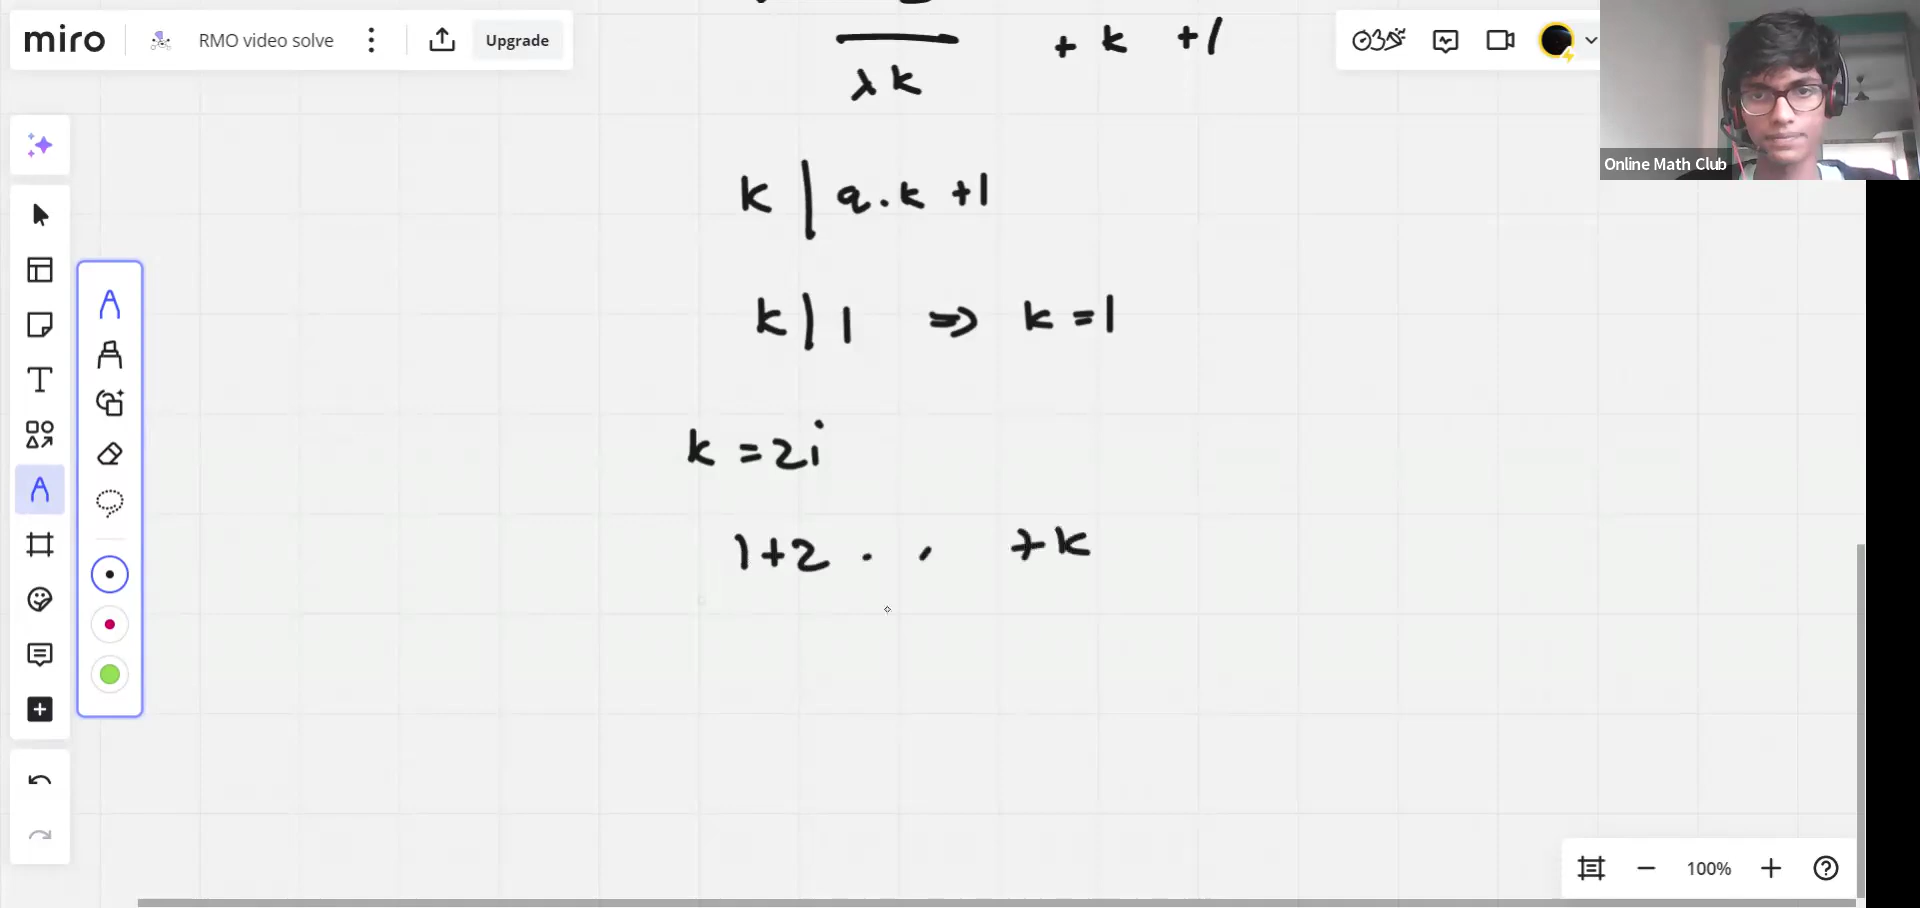 miro
RMO video solve
Upgrade
+ k +1
λk
Online Math Club
k | q.k +1
k | 1 ⇒ k =1
k = 2i
1+2 . . +k
100%